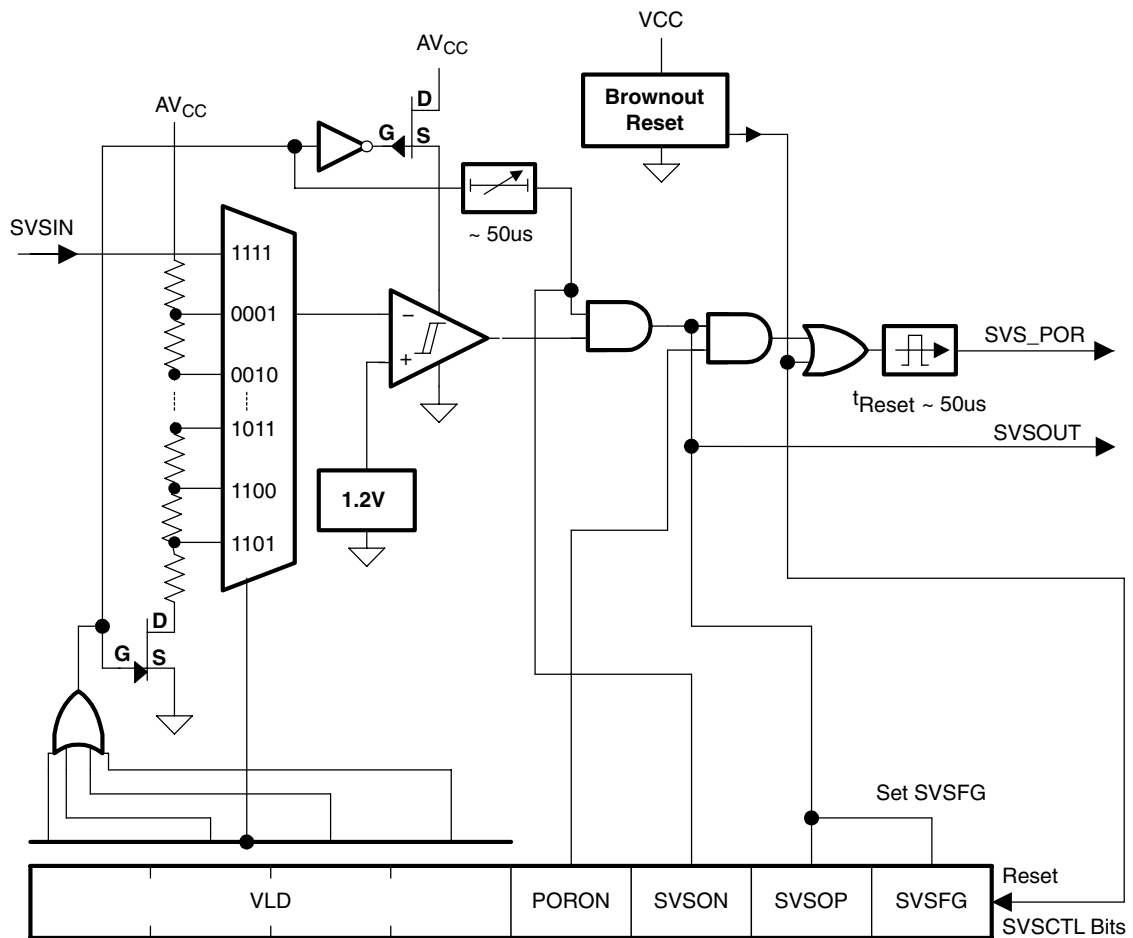 VCC
AVCC
AVCC
Brownout
Reset
D
G
S
SVSIN
~ 50us
1111
0001
0010
1011
1100
1101
−
+
1.2V
SVS_POR
tReset ~ 50us
SVSOUT
D
G
S
Set SVSFG
VLD
PORON
SVSON
SVSOP
SVSFG
Reset
SVSCTL Bits